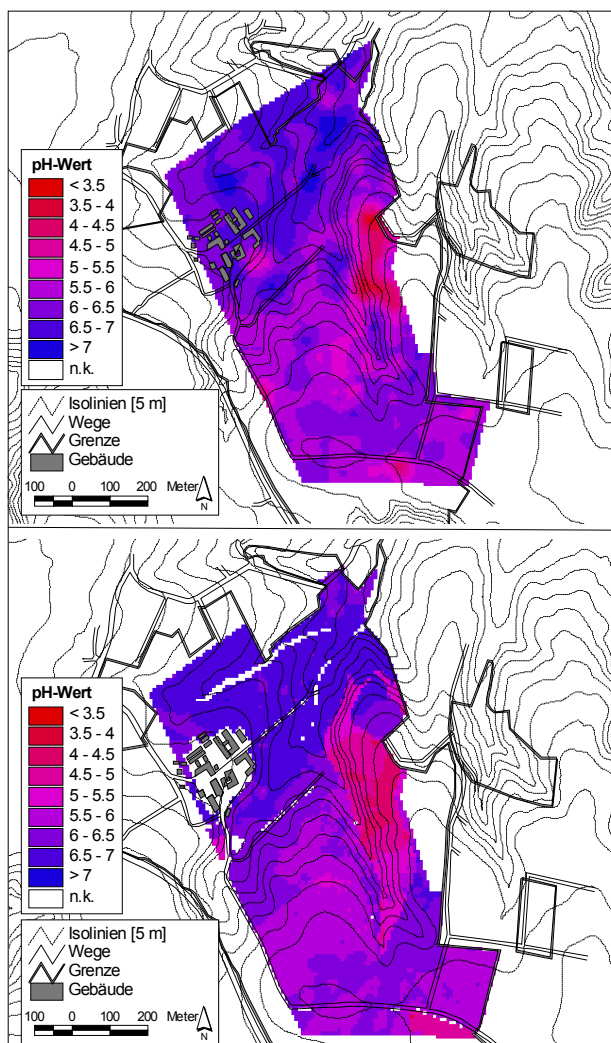 pH-Wert
< 3.5
3.5 - 4
4 - 4.5
4.5 - 5
5 - 5.5
5.5 - 6
6 - 6.5
6.5 - 7
> 7
n.k.
Isolinien [5 m]
Wege
Grenze
Gebäude
100 0 100 200 Meter
N
pH-Wert
< 3.5
3.5 - 4
4 - 4.5
4.5 - 5
5 - 5.5
5.5 - 6
6 - 6.5
6.5 - 7
> 7
n.k.
Isolinien [5 m]
Wege
Grenze
Gebäude
100 0 100 200 Meter
N